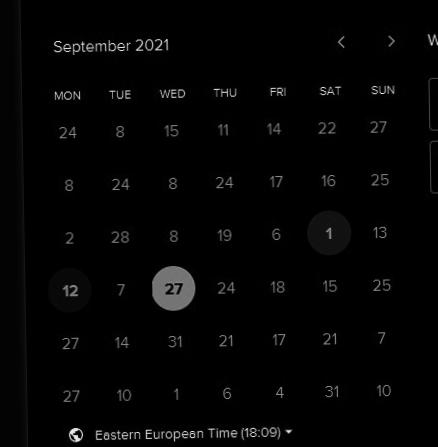 September 2021
W
MON TUE WED THU FRI SAT SUN
24 8 15 11 14 22 27
8 24 8 24 17 16 25
2 28 8 19 6 1 13
12 7 27 24 18 15 25
27 14 31 21 17 21 7
27 10 1 6 4 31 10
Eastern European Time (18:09)